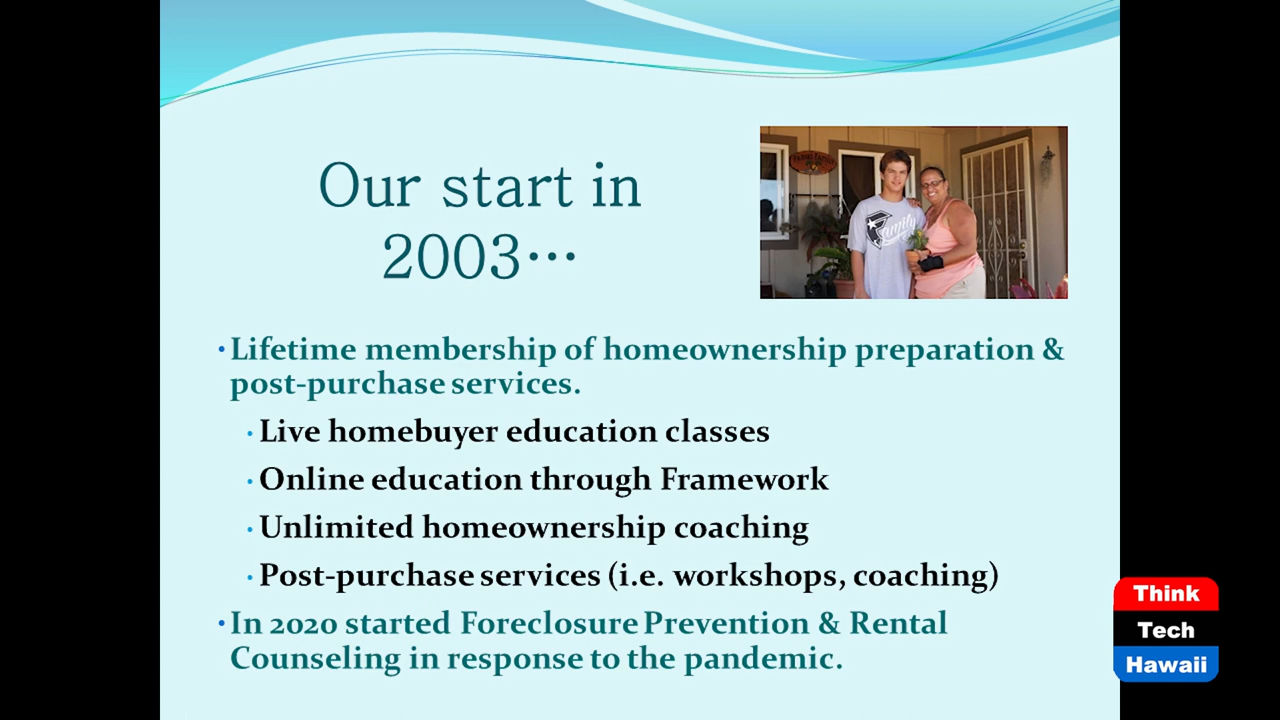 Our start in
2003…
Family
• Lifetime membership of homeownership preparation &
post-purchase services.
• Live homebuyer education classes
• Online education through Framework
• Unlimited homeownership coaching
• Post-purchase services (i.e. workshops, coaching)
• In 2020 started Foreclosure Prevention & Rental
Counseling in response to the pandemic.
Think
Tech
Hawaii